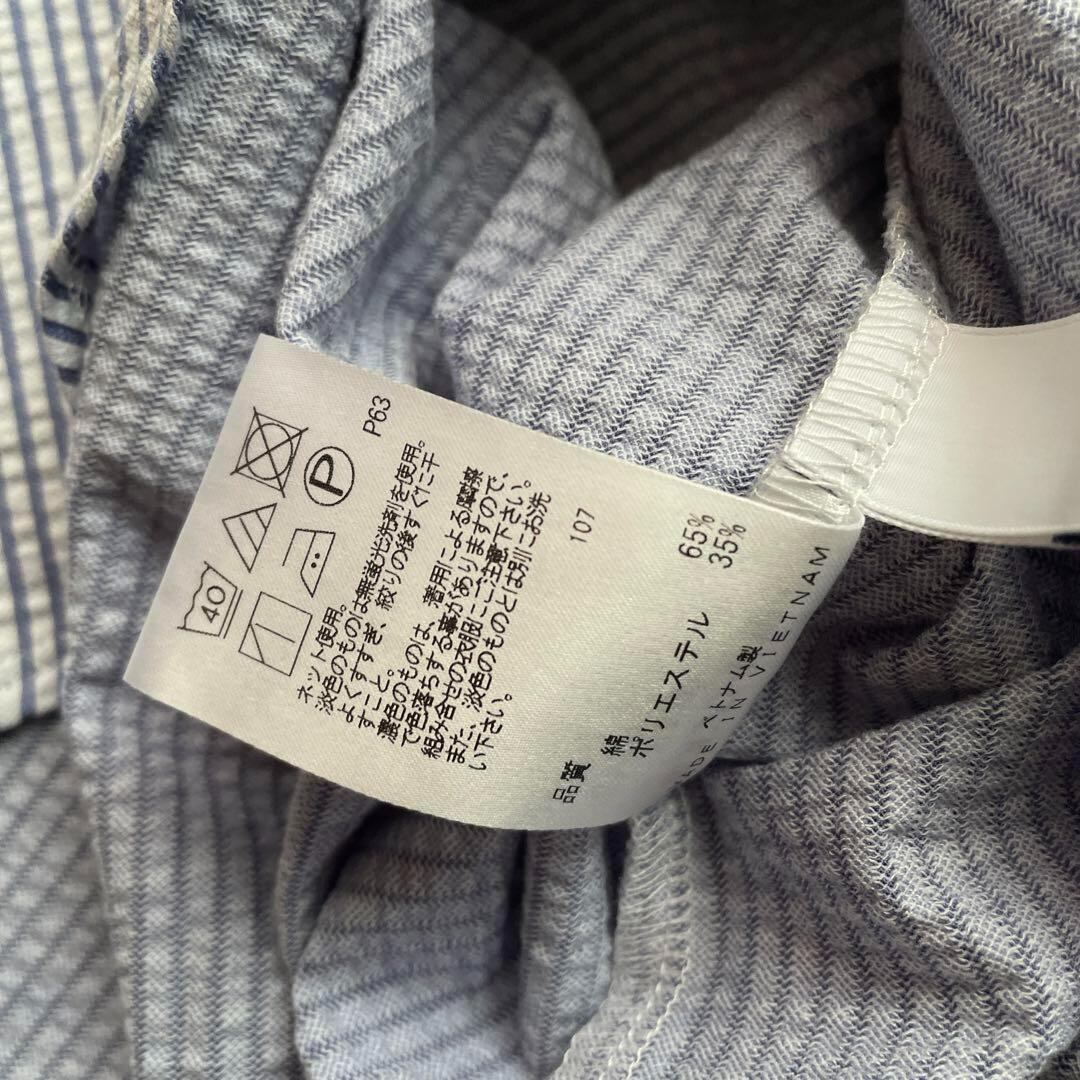 40
P
P63
ネット使用。
淡色のものは無蛍光洗剤を使用。
よくすすぎ、絞りの後すぐに干
すこと。
濃色のものは、着用による摩擦
で色落ちする事がありますので、
組み合せの衣服にご注意下さい。
また、淡色のものとは別にお洗
い下さい。
107
品質
綿 65%
ポリエステル 35%
ベトナム製
MADE IN VIETNAM